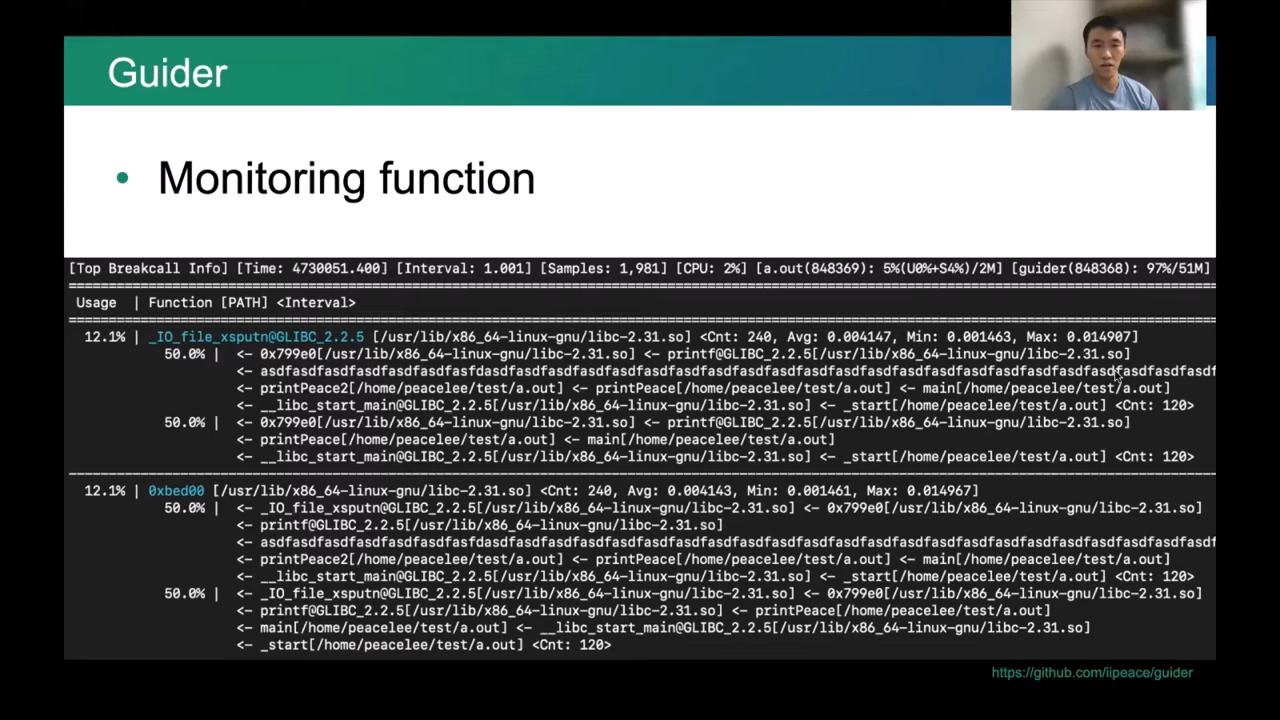 Guider
• Monitoring function
[Top Breakcall Info] [Time: 4730051.400] [Interval: 1.001] [Samples: 1,981] [CPU: 2%] [a.out(848369): 5%(U0%+S4%)/2M] [guider(848368): 97%/51M]
Usage | Function [PATH] <Interval>
12.1% | _IO_file_xsputn@GLIBC_2.2.5 [/usr/lib/x86_64-linux-gnu/libc-2.31.so] <Cnt: 240, Avg: 0.004147, Min: 0.001463, Max: 0.014907]
50.0% | <- 0x799e0[/usr/lib/x86_64-linux-gnu/libc-2.31.so] <- printf@GLIBC_2.2.5[/usr/lib/x86_64-linux-gnu/libc-2.31.so]
<- asdfasdfasdfasdfasdfasfdasdfasdfasdfasdfasdfasdfasdfasdfasdfasdfasdfasdfasdfasdfasdfasdfasdfasdfasdfasdfasdf
<- printPeace2[/home/peacelee/test/a.out] <- printPeace[/home/peacelee/test/a.out] <- main[/home/peacelee/test/a.out]
<- __libc_start_main@GLIBC_2.2.5[/usr/lib/x86_64-linux-gnu/libc-2.31.so] <- _start[/home/peacelee/test/a.out] <Cnt: 120>
50.0% | <- 0x799e0[/usr/lib/x86_64-linux-gnu/libc-2.31.so] <- printf@GLIBC_2.2.5[/usr/lib/x86_64-linux-gnu/libc-2.31.so]
<- printPeace[/home/peacelee/test/a.out] <- main[/home/peacelee/test/a.out]
<- __libc_start_main@GLIBC_2.2.5[/usr/lib/x86_64-linux-gnu/libc-2.31.so] <- _start[/home/peacelee/test/a.out] <Cnt: 120>
12.1% | 0xbed00 [/usr/lib/x86_64-linux-gnu/libc-2.31.so] <Cnt: 240, Avg: 0.004143, Min: 0.001461, Max: 0.014967]
50.0% | <- _IO_file_xsputn@GLIBC_2.2.5[/usr/lib/x86_64-linux-gnu/libc-2.31.so] <- 0x799e0[/usr/lib/x86_64-linux-gnu/libc-2.31.so]
<- printf@GLIBC_2.2.5[/usr/lib/x86_64-linux-gnu/libc-2.31.so]
<- asdfasdfasdfasdfasdfasfdasdfasdfasdfasdfasdfasdfasdfasdfasdfasdfasdfasdfasdfasdfasdfasdfasdfasdfasdfasdfasdf
<- printPeace2[/home/peacelee/test/a.out] <- printPeace[/home/peacelee/test/a.out] <- main[/home/peacelee/test/a.out]
<- __libc_start_main@GLIBC_2.2.5[/usr/lib/x86_64-linux-gnu/libc-2.31.so] <- _start[/home/peacelee/test/a.out] <Cnt: 120>
50.0% | <- _IO_file_xsputn@GLIBC_2.2.5[/usr/lib/x86_64-linux-gnu/libc-2.31.so] <- 0x799e0[/usr/lib/x86_64-linux-gnu/libc-2.31.so]
<- printf@GLIBC_2.2.5[/usr/lib/x86_64-linux-gnu/libc-2.31.so] <- printPeace[/home/peacelee/test/a.out]
<- main[/home/peacelee/test/a.out] <- __libc_start_main@GLIBC_2.2.5[/usr/lib/x86_64-linux-gnu/libc-2.31.so]
<- _start[/home/peacelee/test/a.out] <Cnt: 120>
https://github.com/iipeace/guider